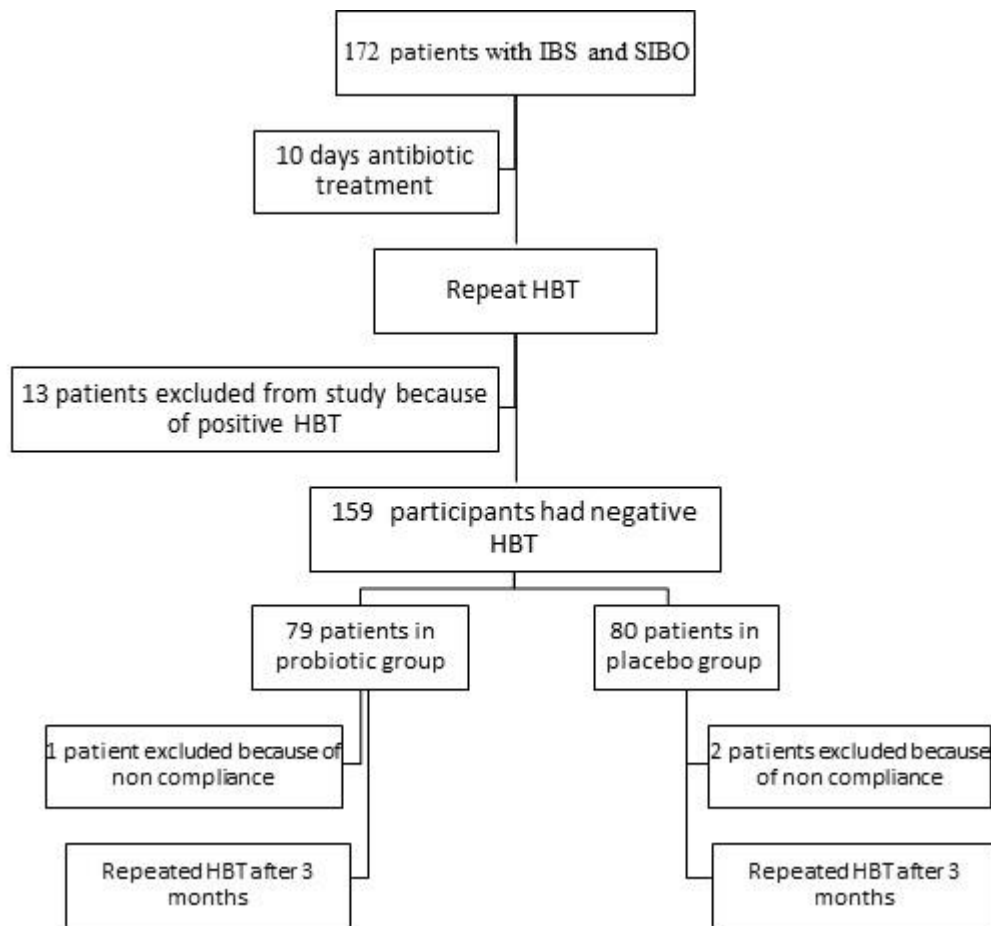 172 patients with IBS and SIBO
10 days antibiotic
treatment
Repeat HBT
13 patients excluded from study because
of positive HBT
159 participants had negative
HBT
79 patients in
probiotic group
80 patients in
placebo group
1 patient excluded because of
non compliance
2 patients excluded because
of non compliance
Repeated HBT after 3
months
Repeated HBT after 3
months